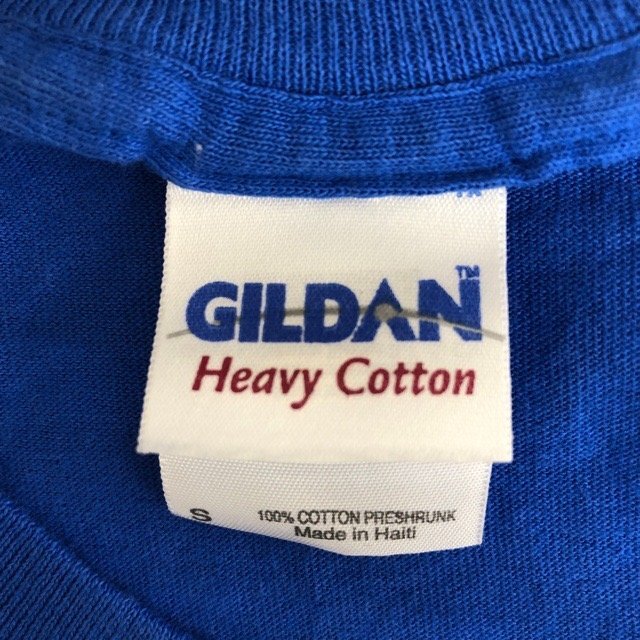 GILDAN™
Heavy Cotton
S 100% COTTON PRESHRUNK
Made in Haiti